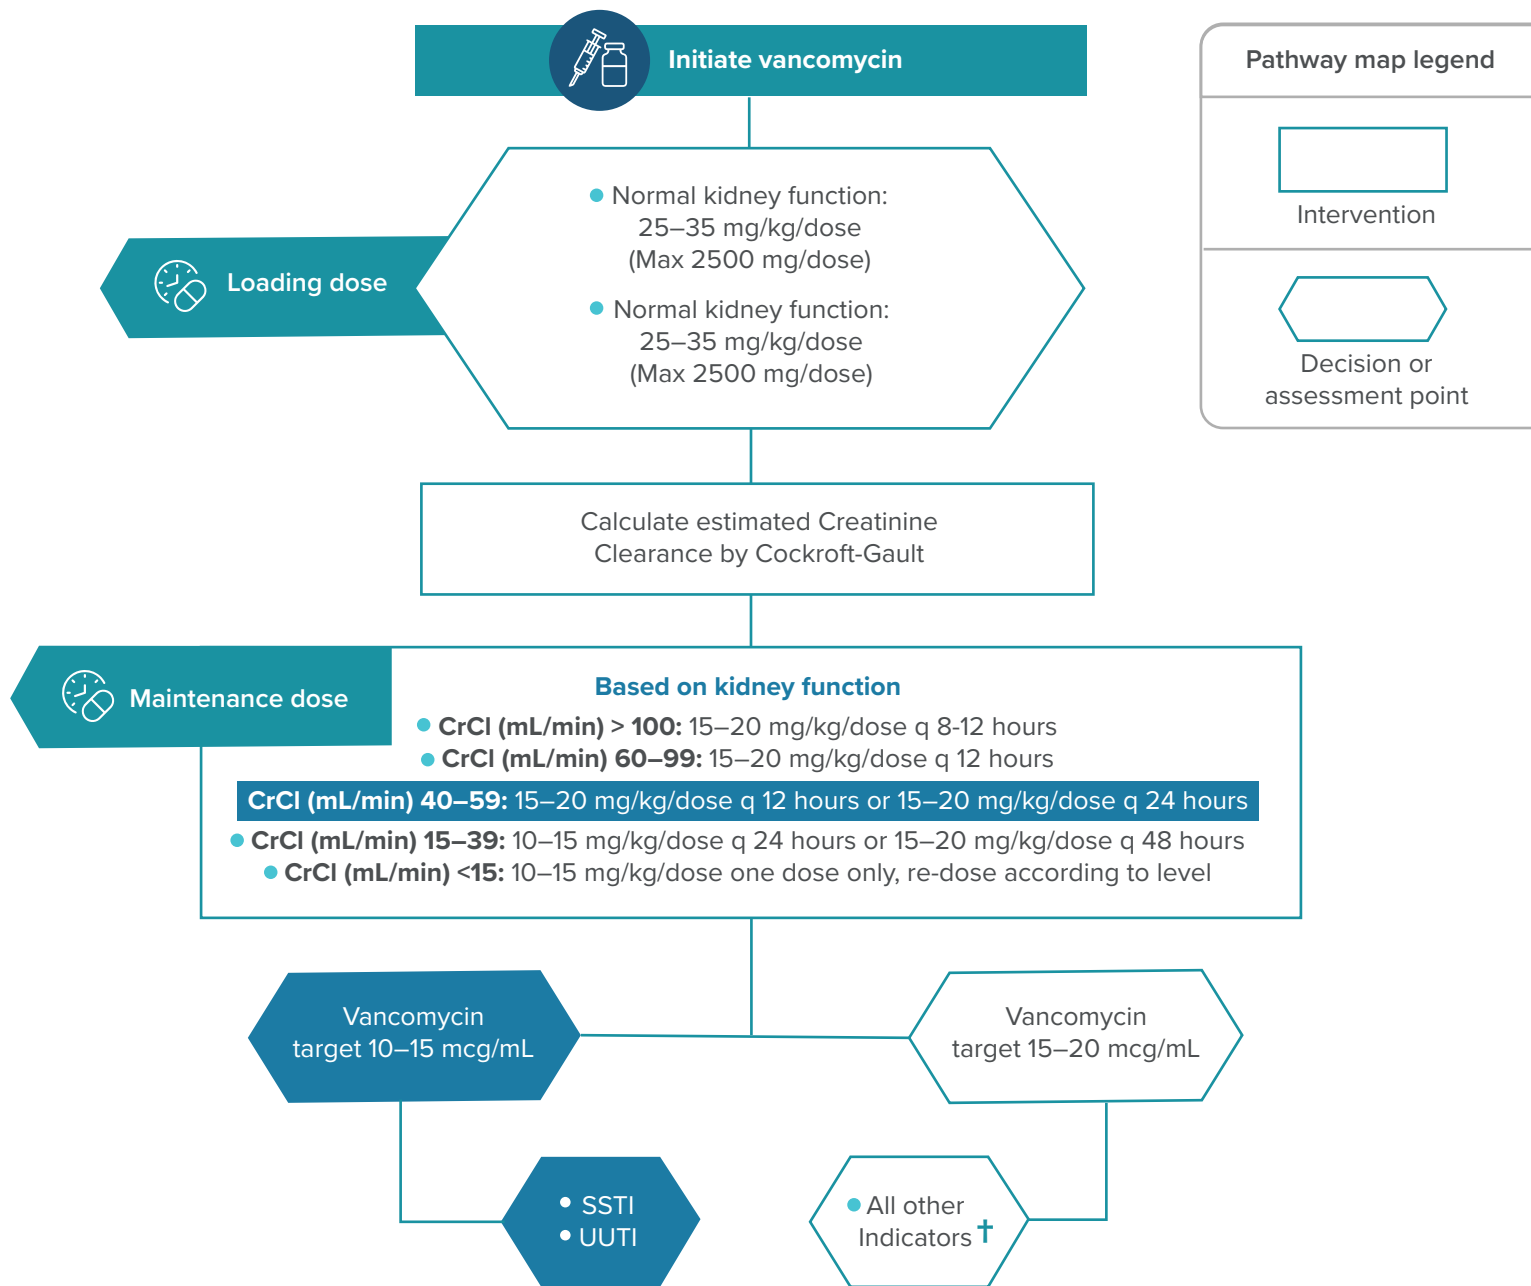 Initiate vancomycin
Pathway map legend
Intervention
Decision or
assessment point
Loading dose
• Normal kidney function:
25–35 mg/kg/dose
(Max 2500 mg/dose)
• Normal kidney function:
25–35 mg/kg/dose
(Max 2500 mg/dose)
Calculate estimated Creatinine
Clearance by Cockroft-Gault
Maintenance dose
Based on kidney function
• CrCl (mL/min) > 100: 15–20 mg/kg/dose q 8-12 hours
• CrCl (mL/min) 60–99: 15–20 mg/kg/dose q 12 hours
CrCl (mL/min) 40–59: 15–20 mg/kg/dose q 12 hours or 15–20 mg/kg/dose q 24 hours
• CrCl (mL/min) 15–39: 10–15 mg/kg/dose q 24 hours or 15–20 mg/kg/dose q 48 hours
• CrCl (mL/min) <15: 10–15 mg/kg/dose one dose only, re-dose according to level
Vancomycin
target 10–15 mcg/mL
Vancomycin
target 15–20 mcg/mL
• SSTI
• UUTI
• All other
Indicators †